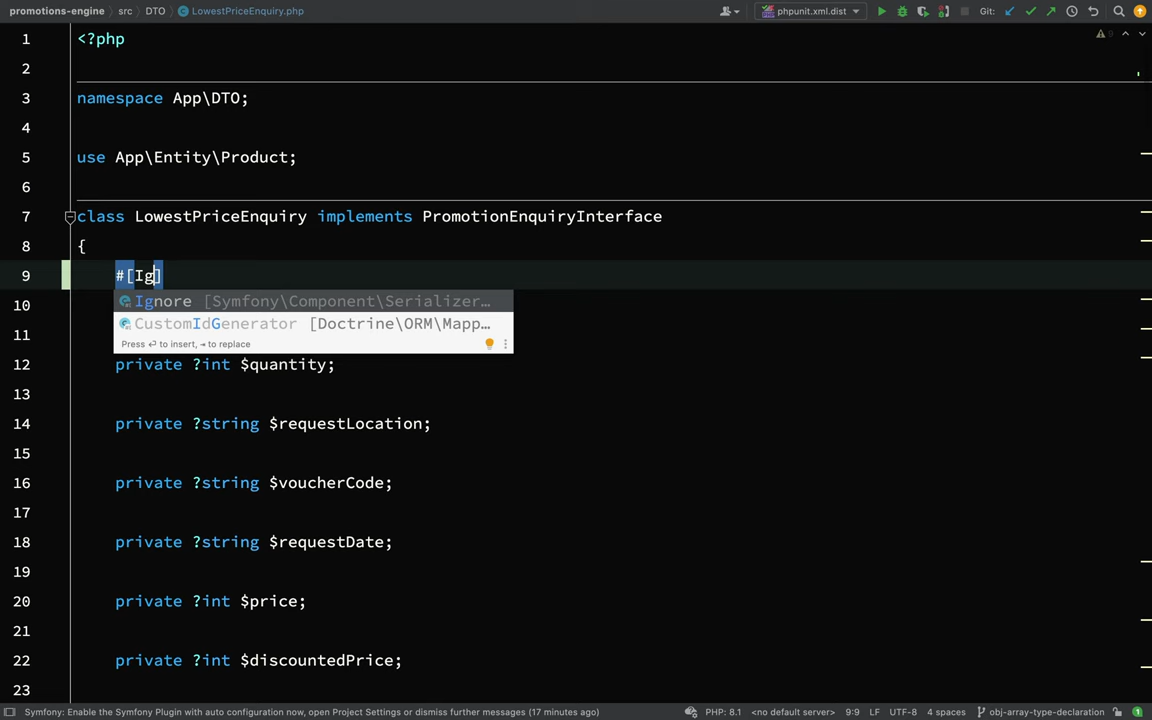 promotions-engine src DTO LowestPriceEnquiry.php phpunit.xml.dist Git:
1 <?php
9
2
3 namespace App\DTO;
4
5 use App\Entity\Product;
6
7 class LowestPriceEnquiry implements PromotionEnquiryInterface
8 {
9 #[Ig]
10 Ignore [Symfony\Component\Serializer…
CustomIdGenerator [Doctrine\ORM\Mapp…
11 Press ↩ to insert, ⇥ to replace
12 private ?int $quantity;
13
14 private ?string $requestLocation;
15
16 private ?string $voucherCode;
17
18 private ?string $requestDate;
19
20 private ?int $price;
21
22 private ?int $discountedPrice;
23
Symfony: Enable the Symfony Plugin with auto configuration now, open Project Settings or dismiss further messages (17 minutes ago) PHP: 8.1 <no default server> 9:9 LF UTF-8 4 spaces obj-array-type-declaration 1